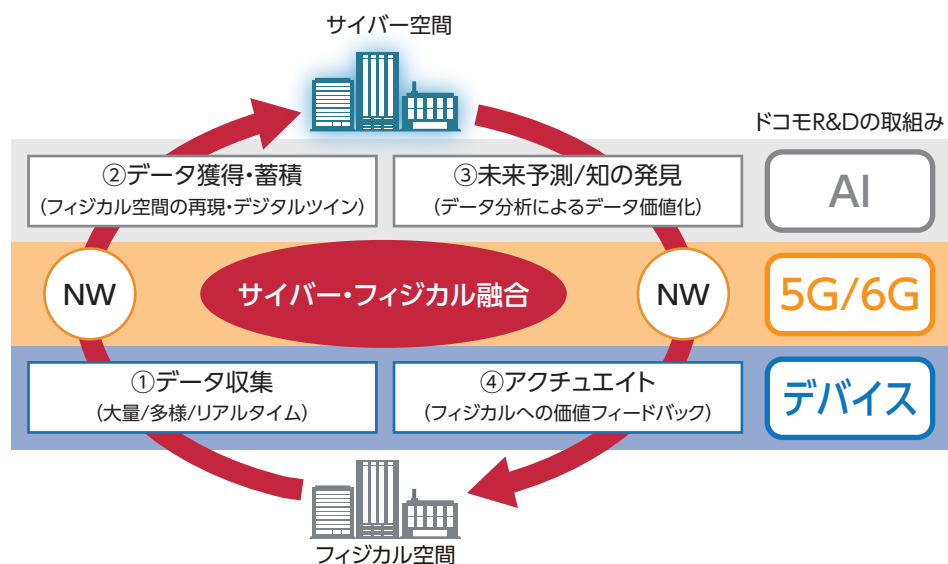 サイバー空間
ドコモR&Dの取組み
②データ獲得・蓄積
(フィジカル空間の再現・デジタルツイン)
③未来予測/知の発見
(データ分析によるデータ価値化)
AI
NW
サイバー・フィジカル融合
NW
5G/6G
①データ収集
(大量/多様/リアルタイム)
④アクチュエイト
(フィジカルへの価値フィードバック)
デバイス
フィジカル空間